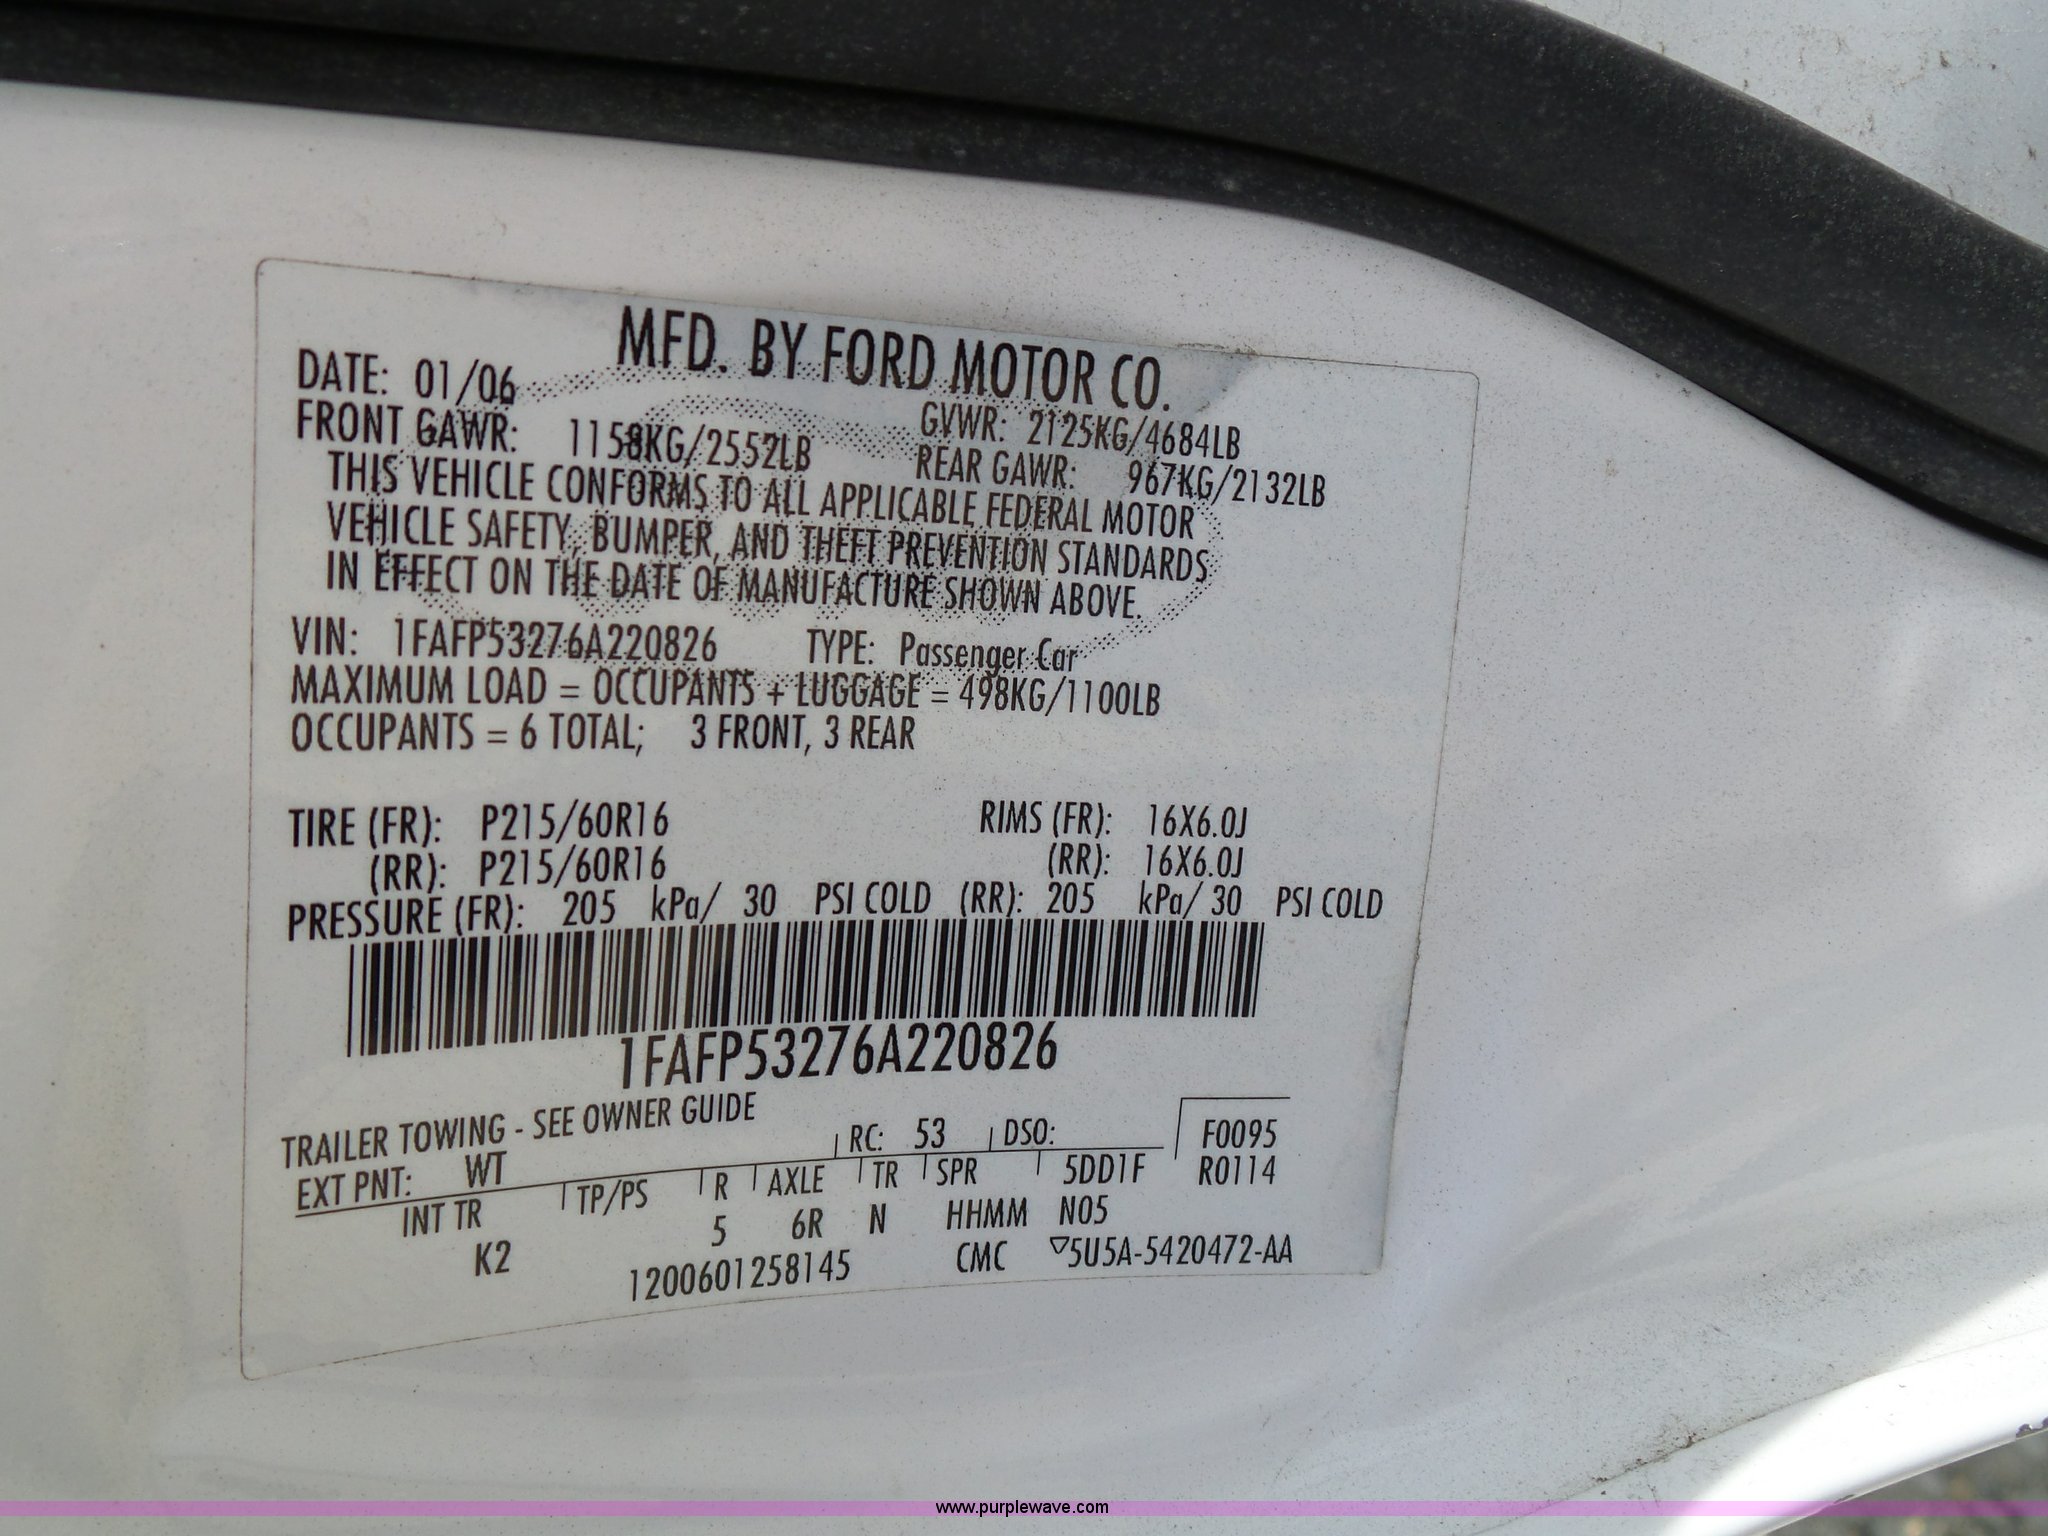 MFD. BY FORD MOTOR CO.
DATE: 01/06 GVWR: 2125KG/4684LB
FRONT GAWR: 1158KG/2552LB REAR GAWR: 967KG/2132LB
THIS VEHICLE CONFORMS TO ALL APPLICABLE FEDERAL MOTOR
VEHICLE SAFETY, BUMPER, AND THEFT PREVENTION STANDARDS
IN EFFECT ON THE DATE OF MANUFACTURE SHOWN ABOVE.
VIN: 1FAFP53276A220826 TYPE: Passenger Car
MAXIMUM LOAD = OCCUPANTS + LUGGAGE = 498KG/1100LB
OCCUPANTS = 6 TOTAL; 3 FRONT, 3 REAR
TIRE (FR): P215/60R16 RIMS (FR): 16X6.0J
(RR): P215/60R16 (RR): 16X6.0J
PRESSURE (FR): 205 kPa/ 30 PSI COLD (RR): 205 kPa/ 30 PSI COLD
1FAFP53276A220826
TRAILER TOWING - SEE OWNER GUIDE
EXT PNT: WT RC: 53 DSO: F0095
INT TR TP/PS R AXLE TR SPR 5DD1F R0114
K2 5 6R N HHMM N05
1200601258145 CMC ▽5U5A-5420472-AA
www.purplewave.com